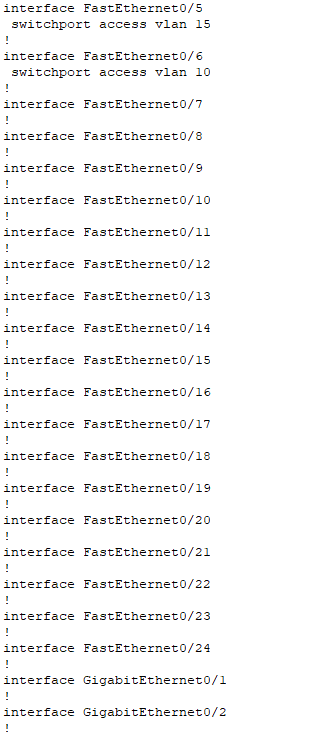 interface FastEthernet0/5
 switchport access vlan 15
!
interface FastEthernet0/6
 switchport access vlan 10
!
interface FastEthernet0/7
!
interface FastEthernet0/8
!
interface FastEthernet0/9
!
interface FastEthernet0/10
!
interface FastEthernet0/11
!
interface FastEthernet0/12
!
interface FastEthernet0/13
!
interface FastEthernet0/14
!
interface FastEthernet0/15
!
interface FastEthernet0/16
!
interface FastEthernet0/17
!
interface FastEthernet0/18
!
interface FastEthernet0/19
!
interface FastEthernet0/20
!
interface FastEthernet0/21
!
interface FastEthernet0/22
!
interface FastEthernet0/23
!
interface FastEthernet0/24
!
interface GigabitEthernet0/1
!
interface GigabitEthernet0/2
!